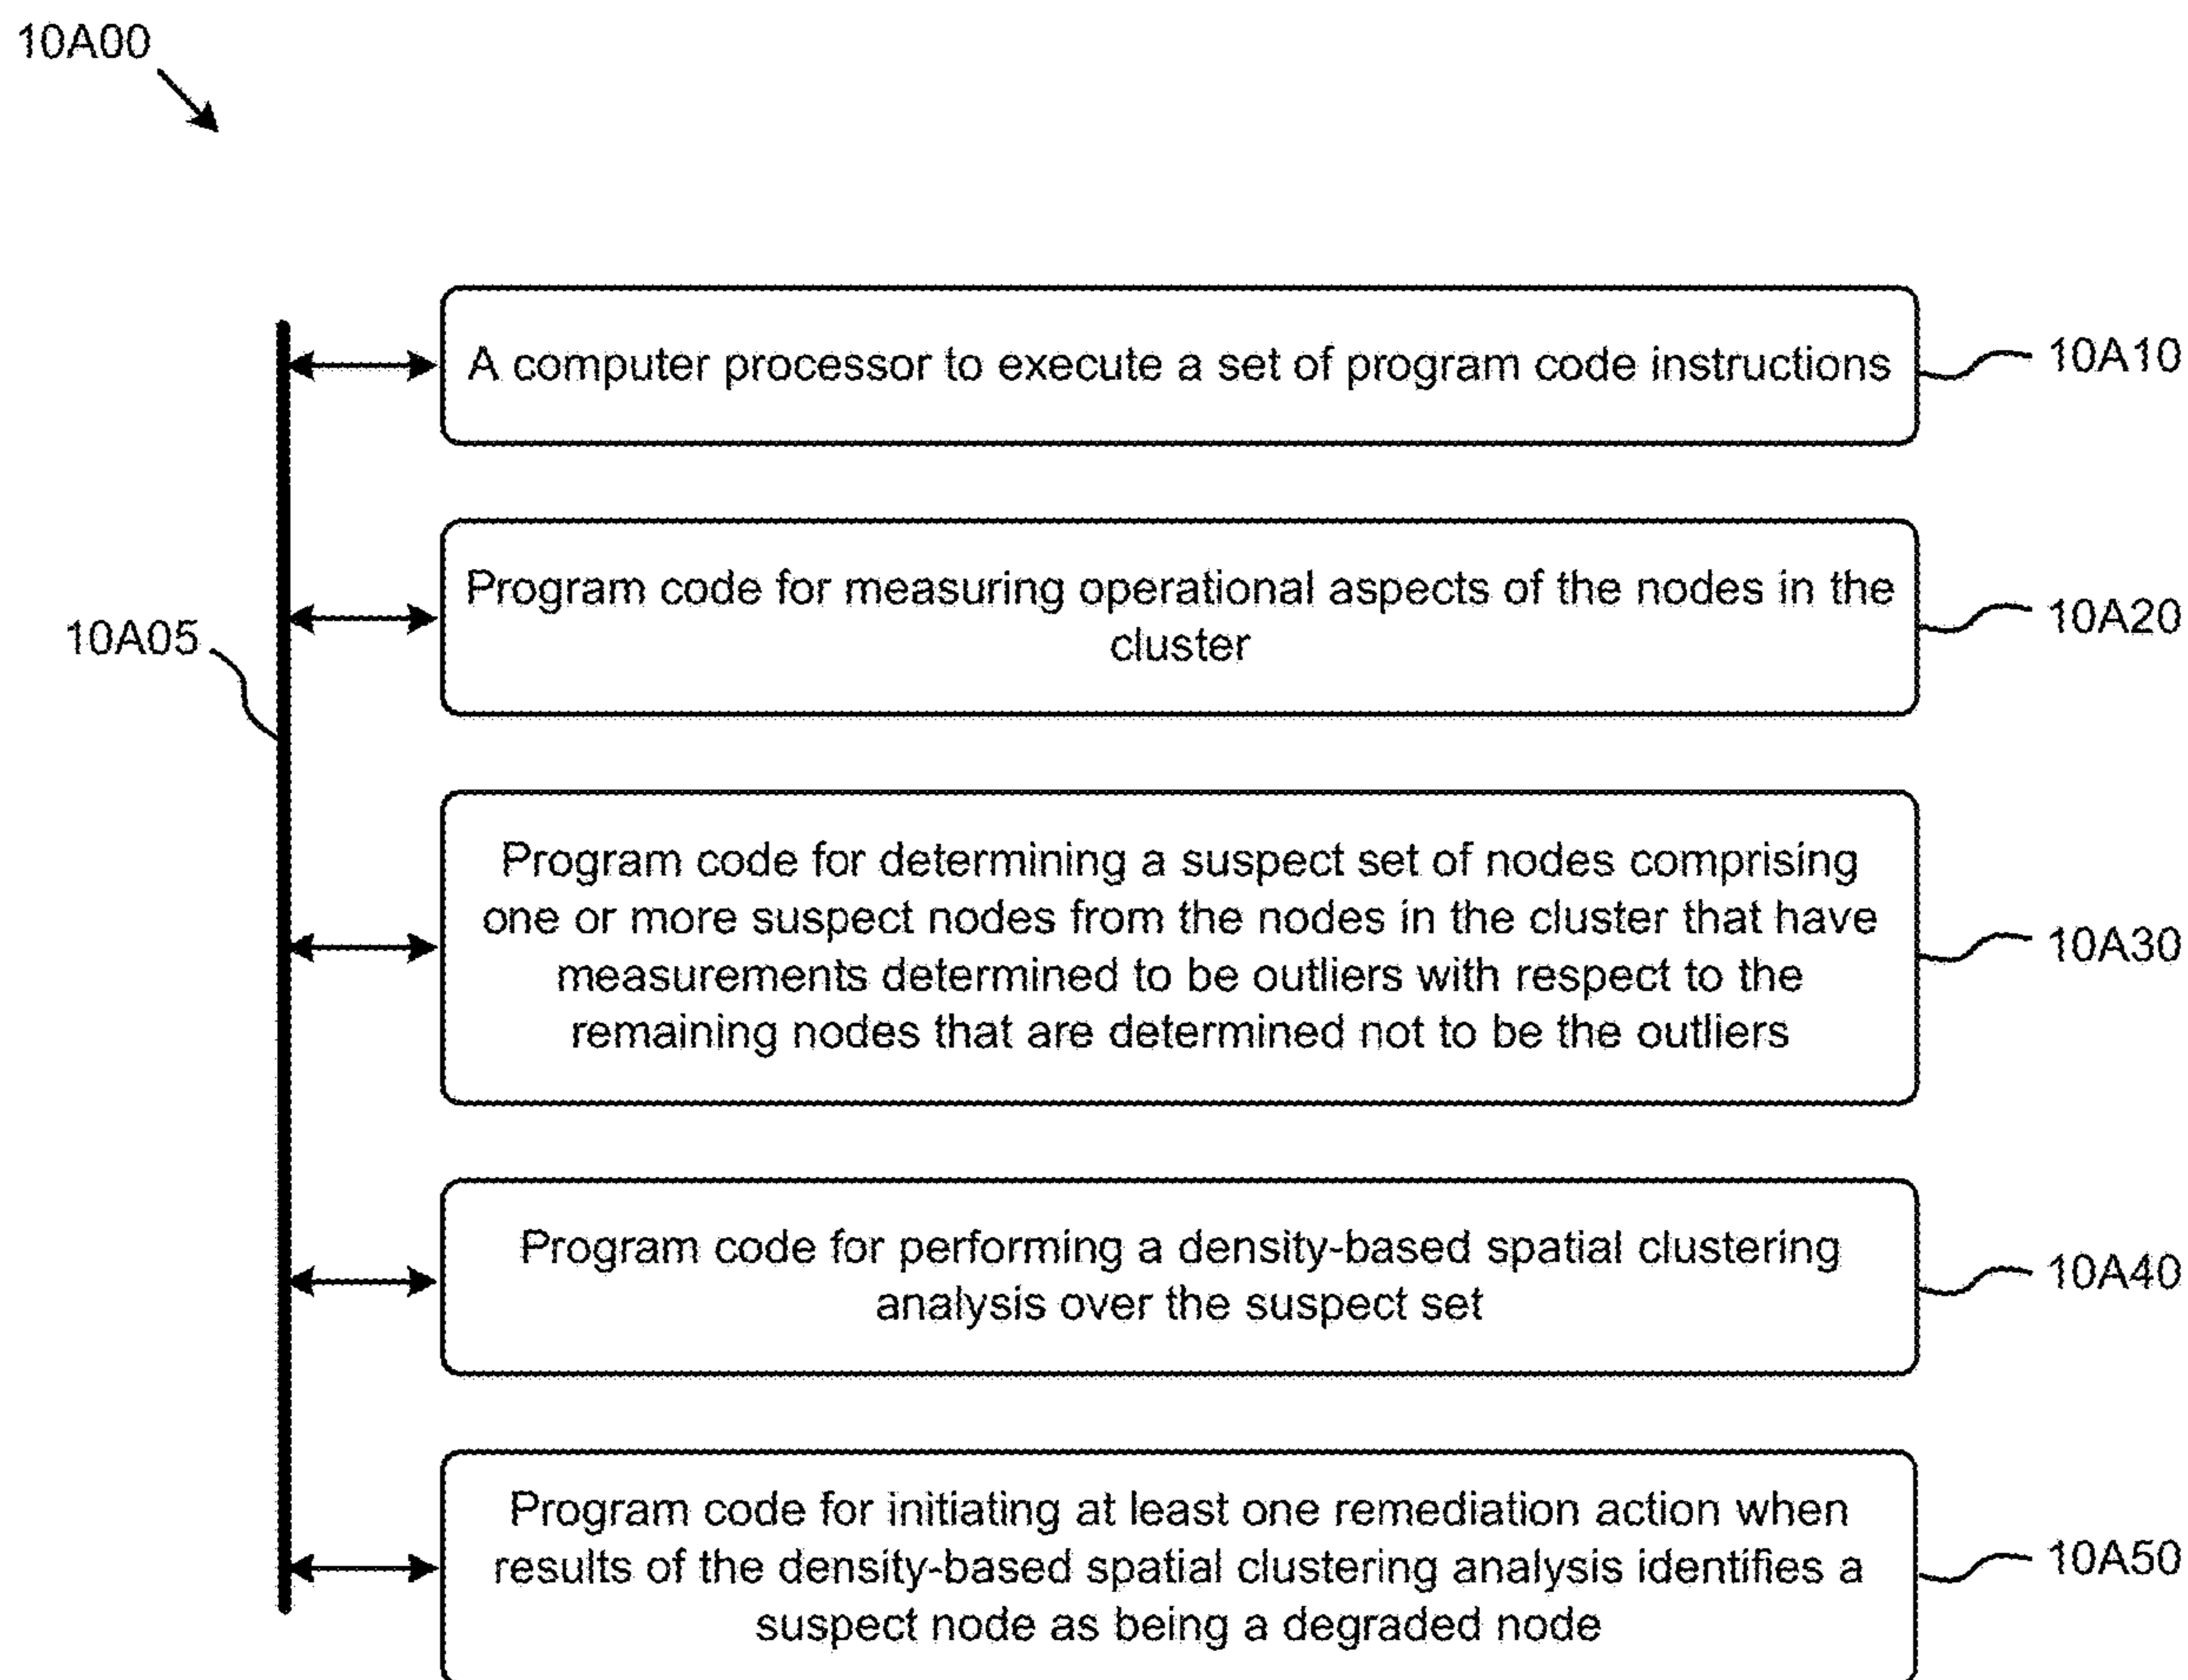 10A00
A computer processor to execute a set of program code instructions
10A10
Program code for measuring operational aspects of the nodes in the
cluster
10A20
10A05
Program code for determining a suspect set of nodes comprising
one or more suspect nodes from the nodes in the cluster that have
measurements determined to be outliers with respect to the
remaining nodes that are determined not to be the outliers
10A30
Program code for performing a density-based spatial clustering
analysis over the suspect set
10A40
Program code for initiating at least one remediation action when
results of the density-based spatial clustering analysis identifies a
suspect node as being a degraded node
10A50